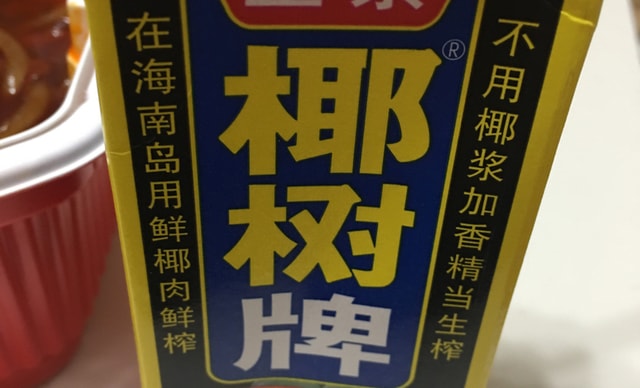 在海南岛用鲜椰肉鲜榨
椰树牌
®
不用椰浆加香精当生榨